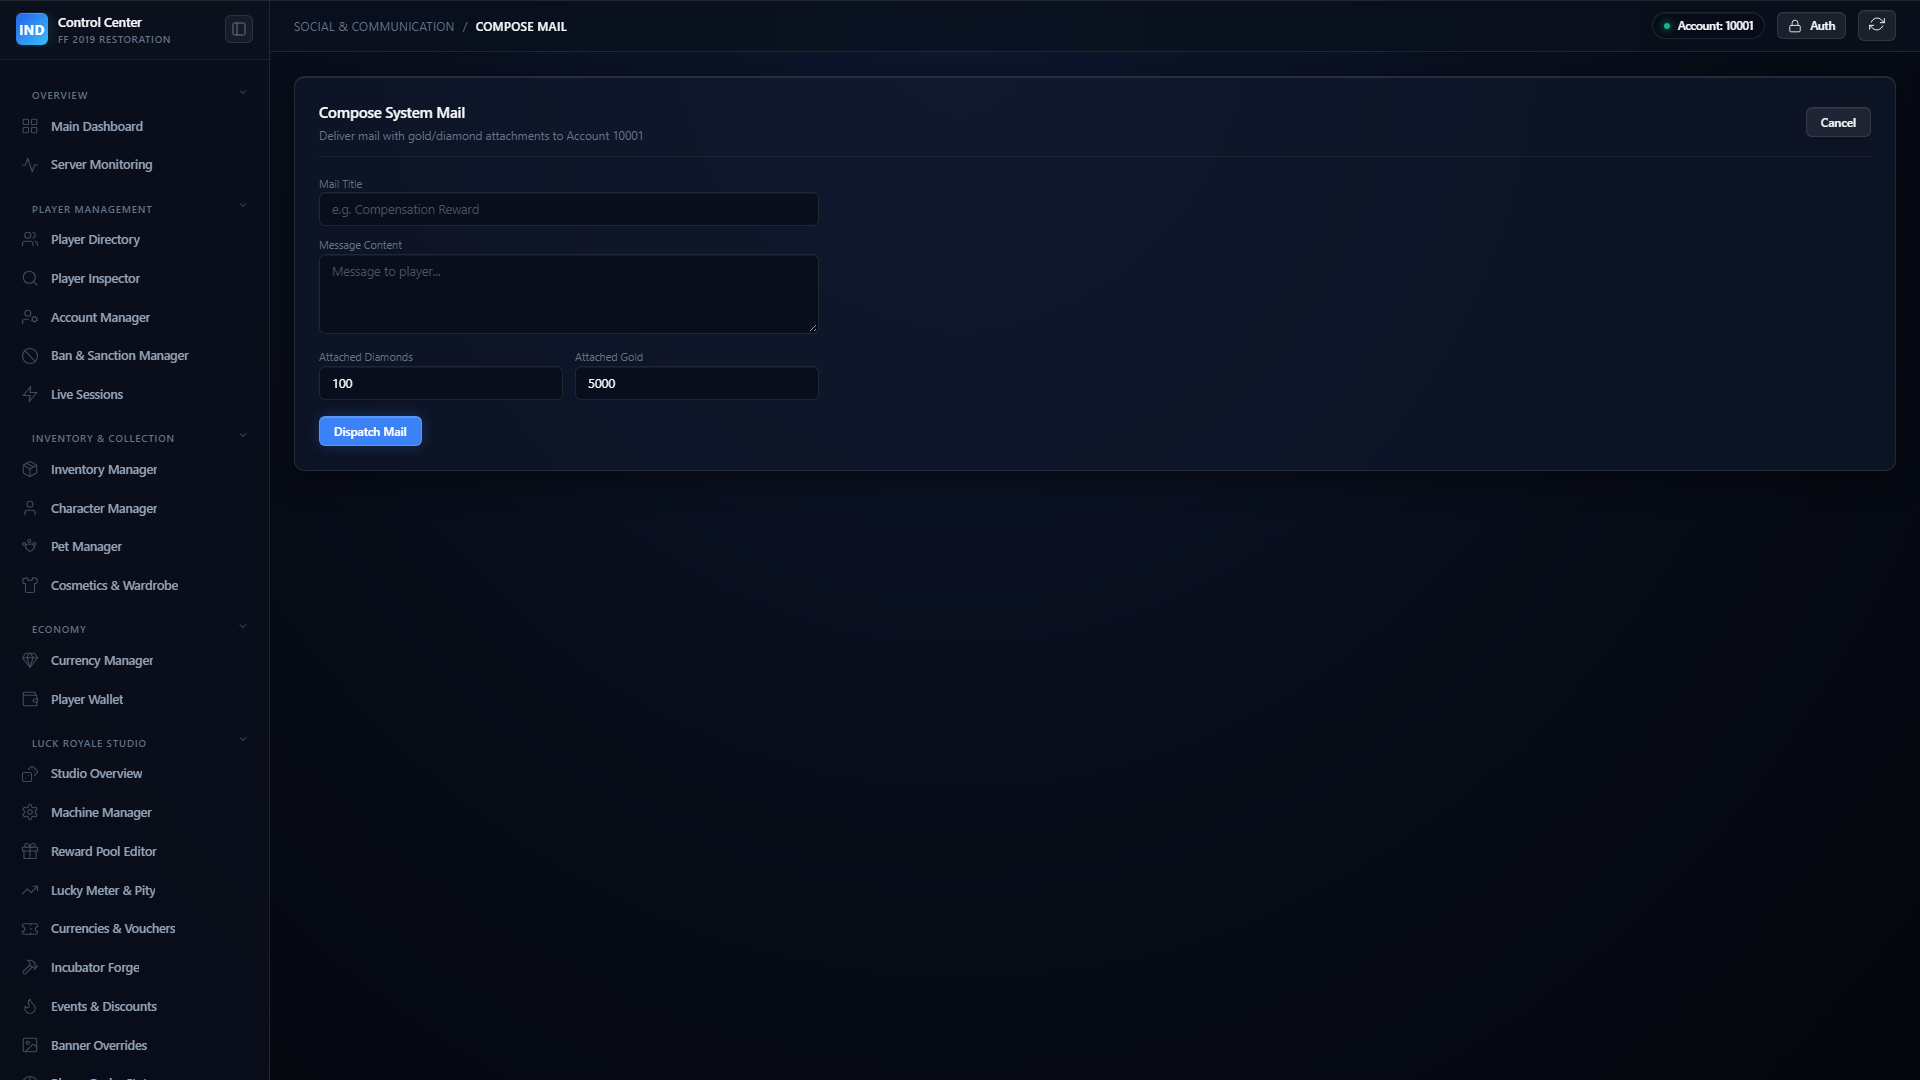 IND
Control Center
FF 2019 RESTORATION
OVERVIEW
Main Dashboard
Server Monitoring
PLAYER MANAGEMENT
Player Directory
Player Inspector
Account Manager
Ban & Sanction Manager
Live Sessions
INVENTORY & COLLECTION
Inventory Manager
Character Manager
Pet Manager
Cosmetics & Wardrobe
ECONOMY
Currency Manager
Player Wallet
LUCK ROYALE STUDIO
Studio Overview
Machine Manager
Reward Pool Editor
Lucky Meter & Pity
Currencies & Vouchers
Incubator Forge
Events & Discounts
Banner Overrides
SOCIAL & COMMUNICATION / COMPOSE MAIL
Account: 10001
Auth
Compose System Mail
Deliver mail with gold/diamond attachments to Account 10001
Cancel
Mail Title
e.g. Compensation Reward
Message Content
Message to player...
Attached Diamonds
Attached Gold
100
5000
Dispatch Mail